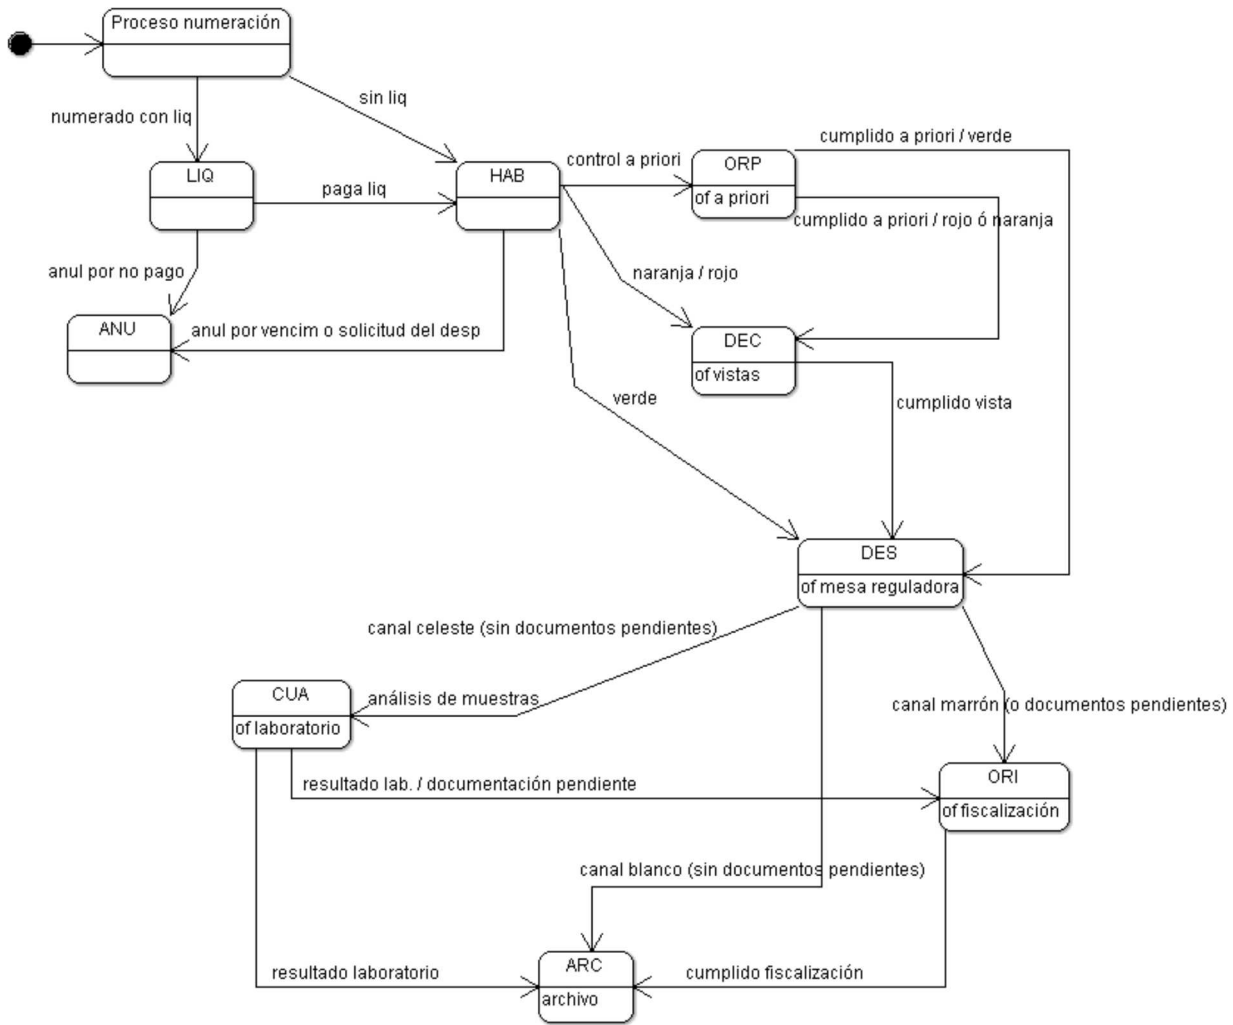 Proceso numeración
numerado con liq
sin liq
LIQ
paga liq
HAB
control a priori
ORP
of a priori
cumplido a priori / verde
cumplido a priori / rojo ó naranja
anul por no pago
ANU
anul por vencim o solicitud del desp
naranja / rojo
DEC
of vistas
verde
cumplido vista
DES
of mesa reguladora
canal celeste (sin documentos pendientes)
CUA
of laboratorio
análisis de muestras
canal marrón (o documentos pendientes)
resultado lab. / documentación pendiente
ORI
of fiscalización
canal blanco (sin documentos pendientes)
resultado laboratorio
ARC
archivo
cumplido fiscalización